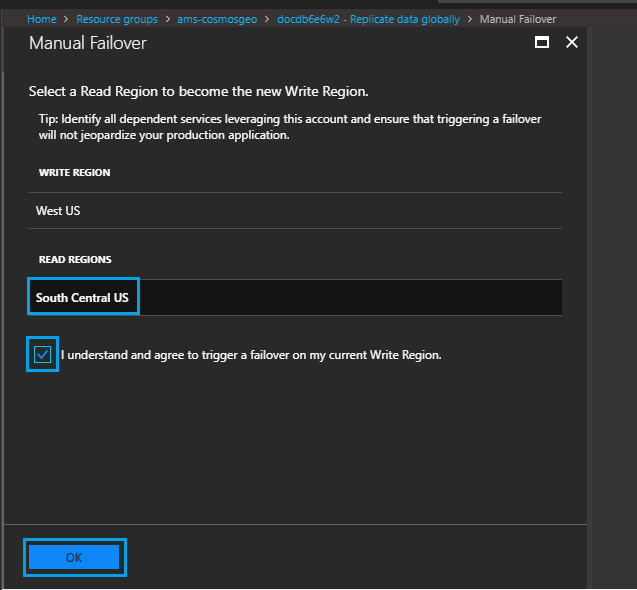 Home > Resource groups > ams-cosmosgeo > docdb6e6w2 - Replicate data globally > Manual Failover
Manual Failover
Select a Read Region to become the new Write Region.
Tip: Identify all dependent services leveraging this account and ensure that triggering a failover
will not jeopardize your production application.
WRITE REGION
West US
READ REGIONS
South Central US
I understand and agree to trigger a failover on my current Write Region.
OK